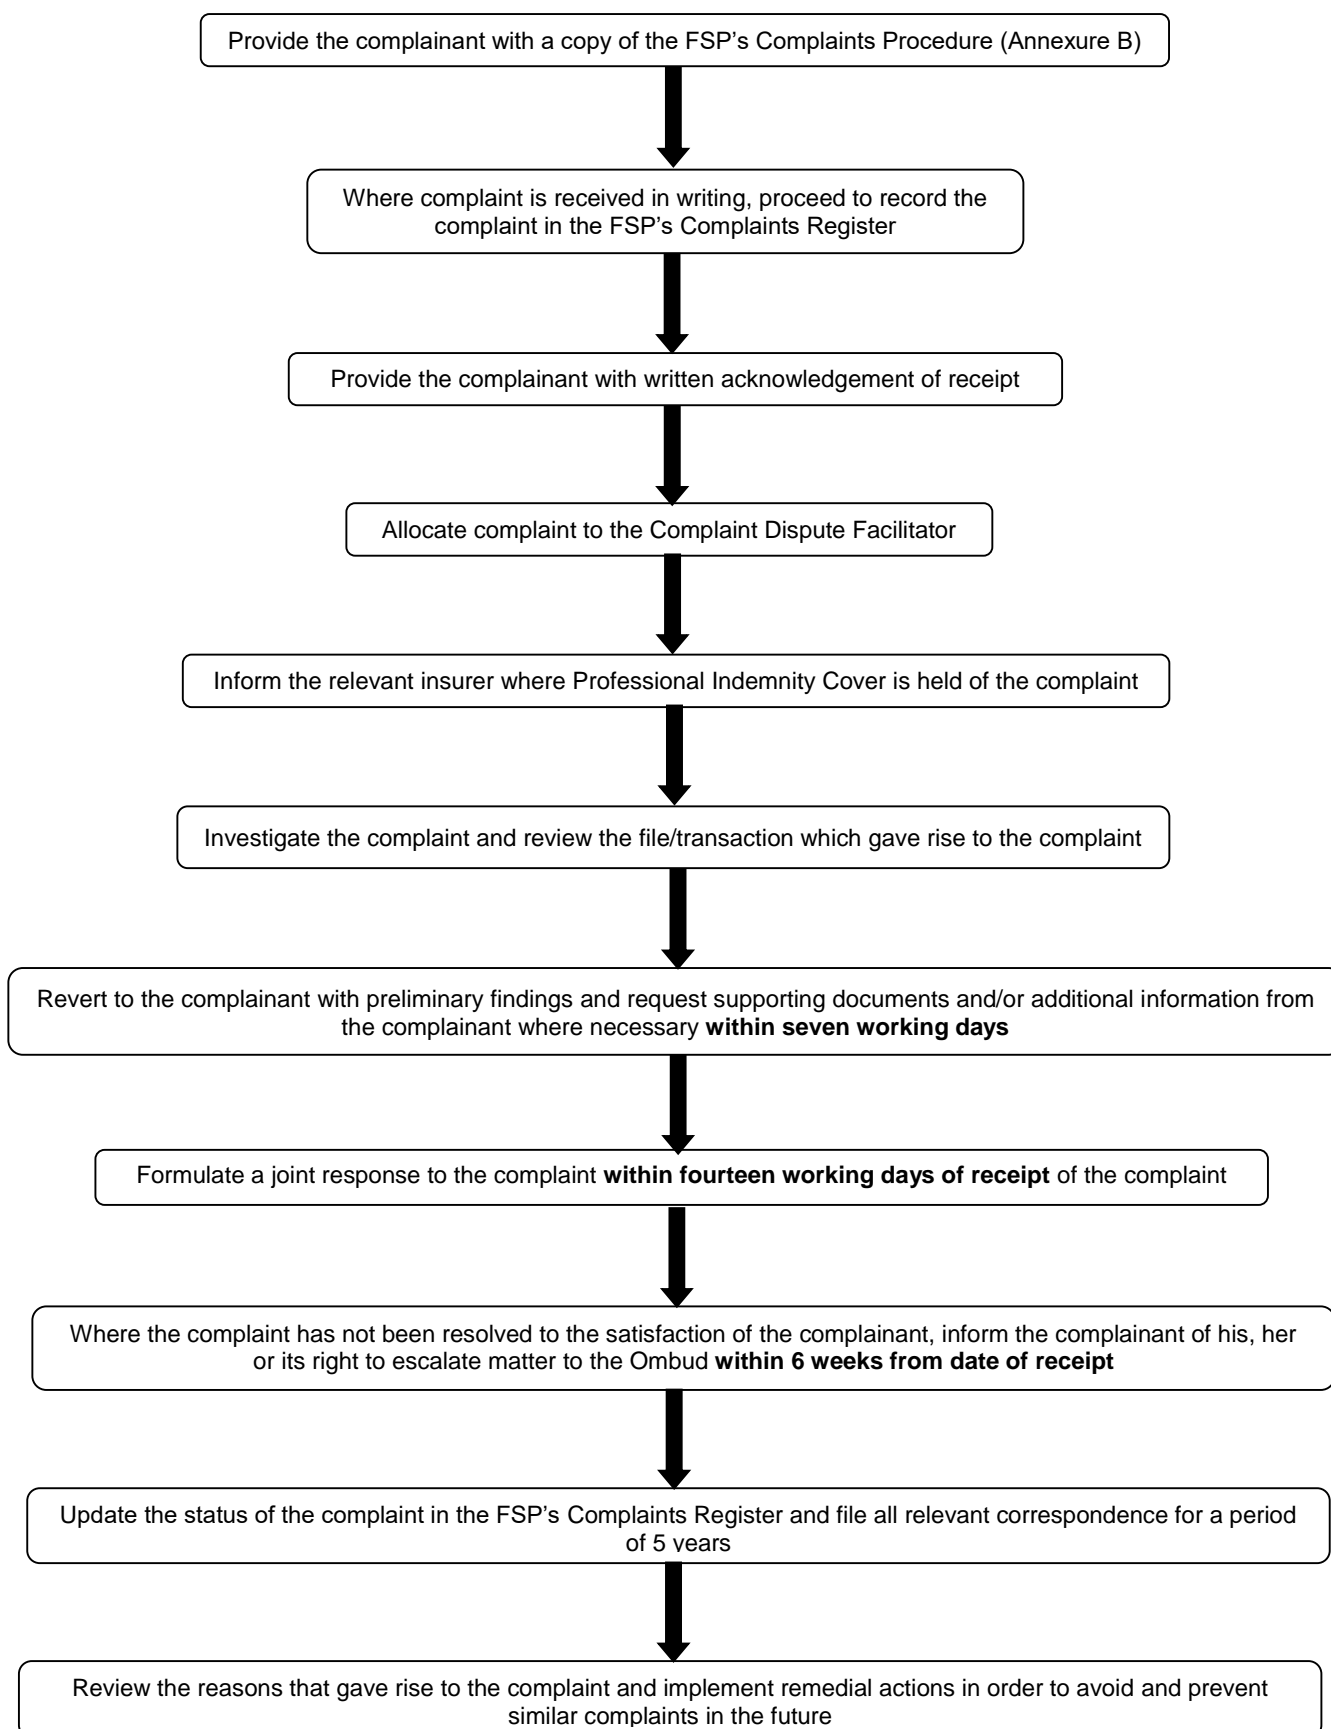 Provide the complainant with a copy of the FSP’s Complaints Procedure (Annexure B)
Where complaint is received in writing, proceed to record the
complaint in the FSP’s Complaints Register
Provide the complainant with written acknowledgement of receipt
Allocate complaint to the Complaint Dispute Facilitator
Inform the relevant insurer where Professional Indemnity Cover is held of the complaint
Investigate the complaint and review the file/transaction which gave rise to the complaint
Revert to the complainant with preliminary findings and request supporting documents and/or additional information from
the complainant where necessary within seven working days
Formulate a joint response to the complaint within fourteen working days of receipt of the complaint
Where the complaint has not been resolved to the satisfaction of the complainant, inform the complainant of his, her
or its right to escalate matter to the Ombud within 6 weeks from date of receipt
Update the status of the complaint in the FSP’s Complaints Register and file all relevant correspondence for a period
of 5 years
Review the reasons that gave rise to the complaint and implement remedial actions in order to avoid and prevent
similar complaints in the future